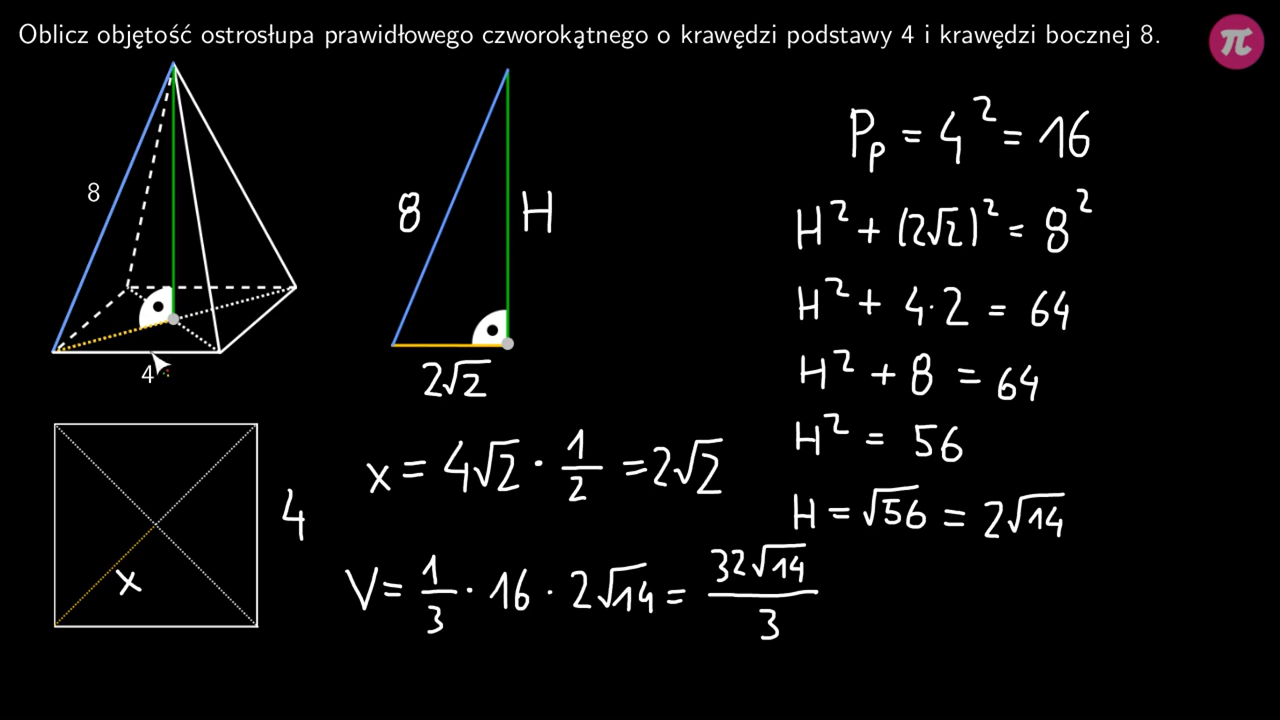 Oblicz objętość ostrosłupa prawidłowego czworokątnego o krawędzi podstawy 4 i krawędzi bocznej 8.
π
8
4
8
H
2√2
4
x
x = 4√2 · 1/2 = 2√2
V = 1/3 · 16 · 2√14 = 32√14/3
Pp = 4² = 16
H² + (2√2)² = 8²
H² + 4·2 = 64
H² + 8 = 64
H² = 56
H = √56 = 2√14